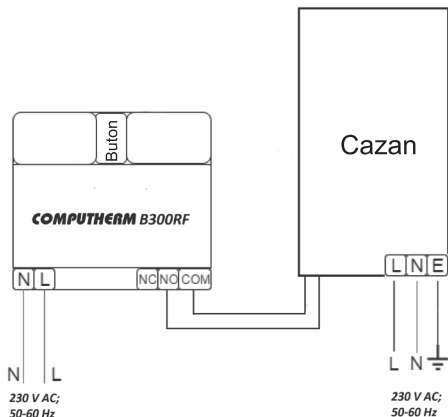 Buton
Cazan
COMPUTHERM B300RF
N L NC NO COM
L N E
N L
L N
230 V AC;
50-60 Hz
230 V AC;
50-60 Hz